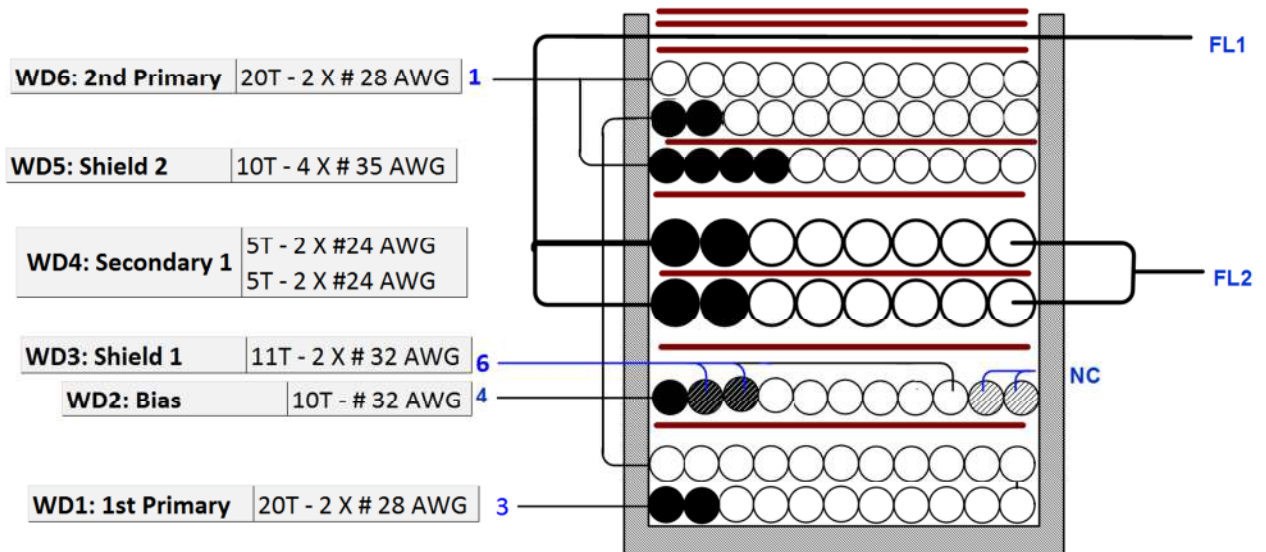 FL1
WD6: 2nd Primary 20T - 2 X # 28 AWG 1
WD5: Shield 2 10T - 4 X # 35 AWG
WD4: Secondary 1 5T - 2 X #24 AWG
5T - 2 X #24 AWG
FL2
WD3: Shield 1 11T - 2 X # 32 AWG 6
NC
WD2: Bias 10T - # 32 AWG 4
WD1: 1st Primary 20T - 2 X # 28 AWG 3